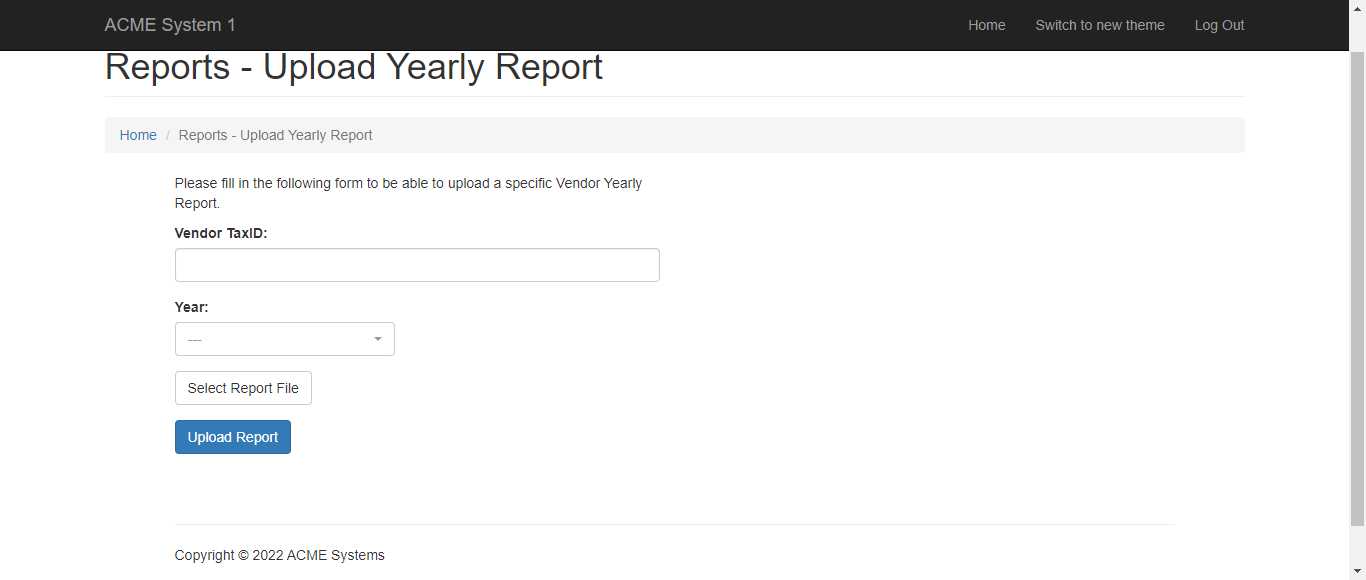 ACME System 1
Home
Switch to new theme
Log Out
Reports - Upload Yearly Report
Home / Reports - Upload Yearly Report
Please fill in the following form to be able to upload a specific Vendor Yearly
Report.
Vendor TaxID:
Year:
---
Select Report File
Upload Report
Copyright © 2022 ACME Systems